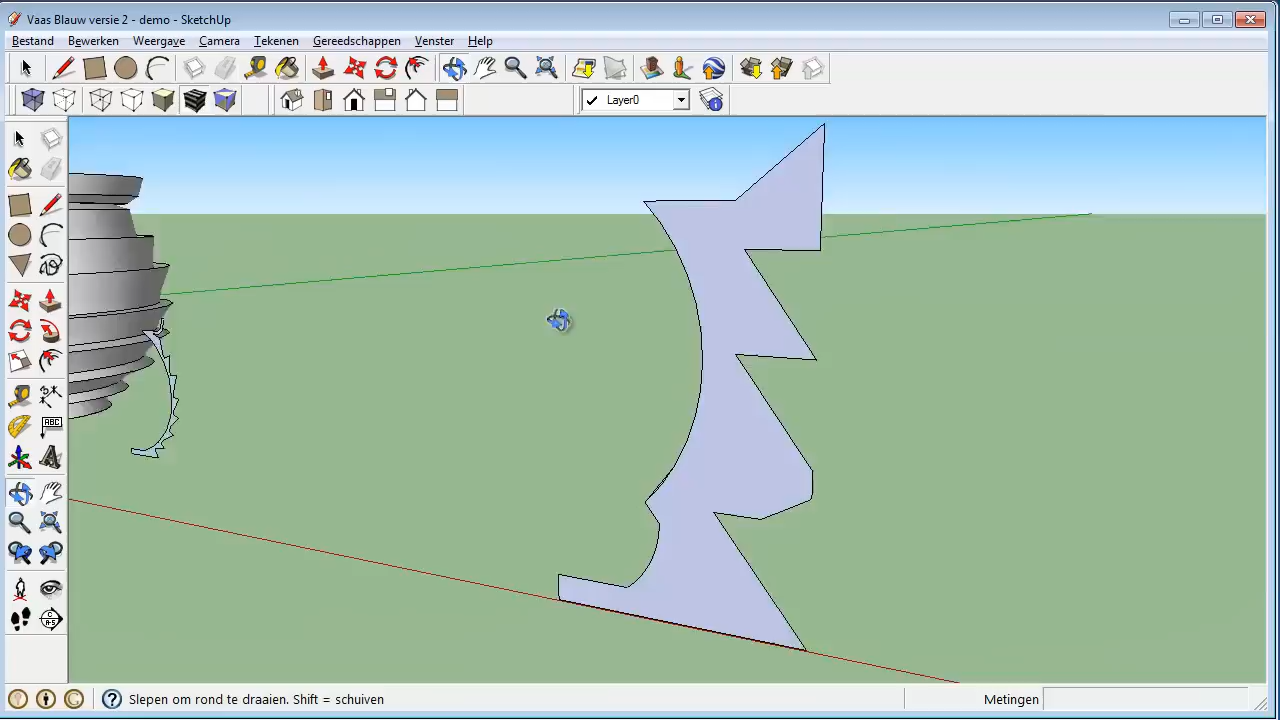 Vaas Blauw versie 2 - demo - SketchUp
Bestand Bewerken Weergave Camera Tekenen Gereedschappen Venster Help
Layer0
ABC
A
Slepen om rond te draaien. Shift = schuiven
Metingen